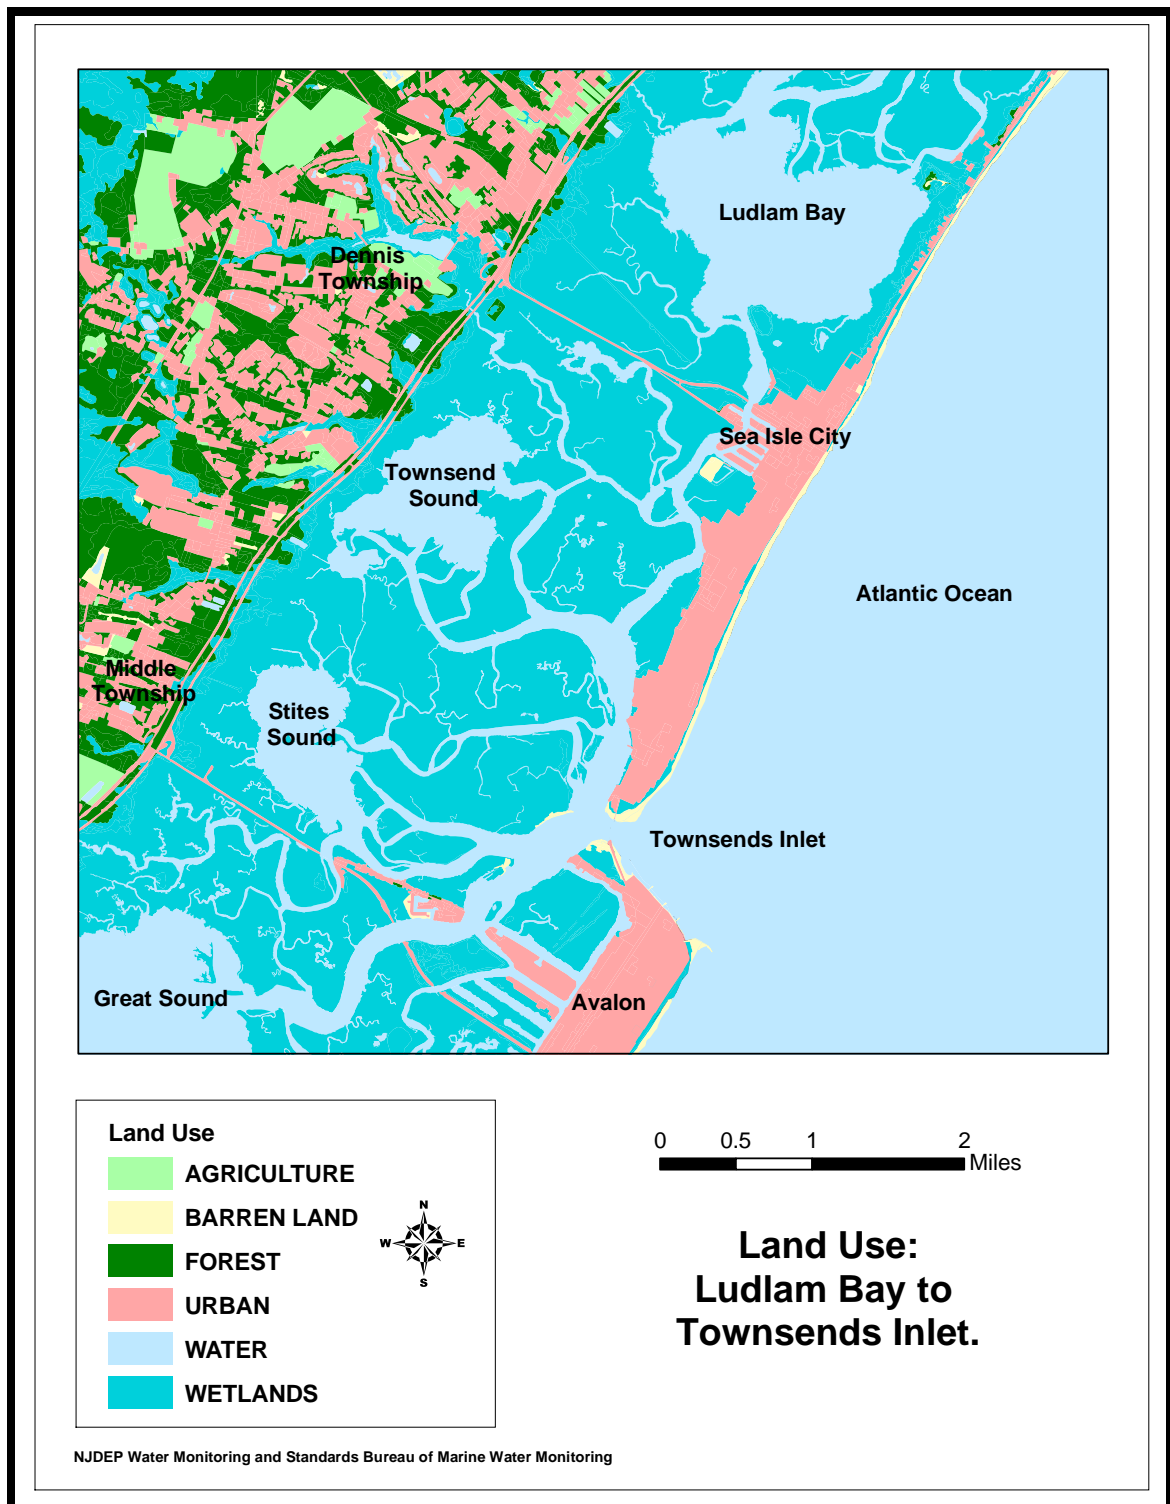 Ludlam Bay
Dennis
Township
Sea Isle City
Townsend
Sound
Atlantic Ocean
Middle
Township
Stites
Sound
Townsends Inlet
Great Sound
Avalon
Land Use
AGRICULTURE
BARREN LAND
FOREST
URBAN
WATER
WETLANDS
N
W
E
S
0 0.5 1 2
Miles
Land Use:
Ludlam Bay to
Townsends Inlet.
NJDEP Water Monitoring and Standards Bureau of Marine Water Monitoring